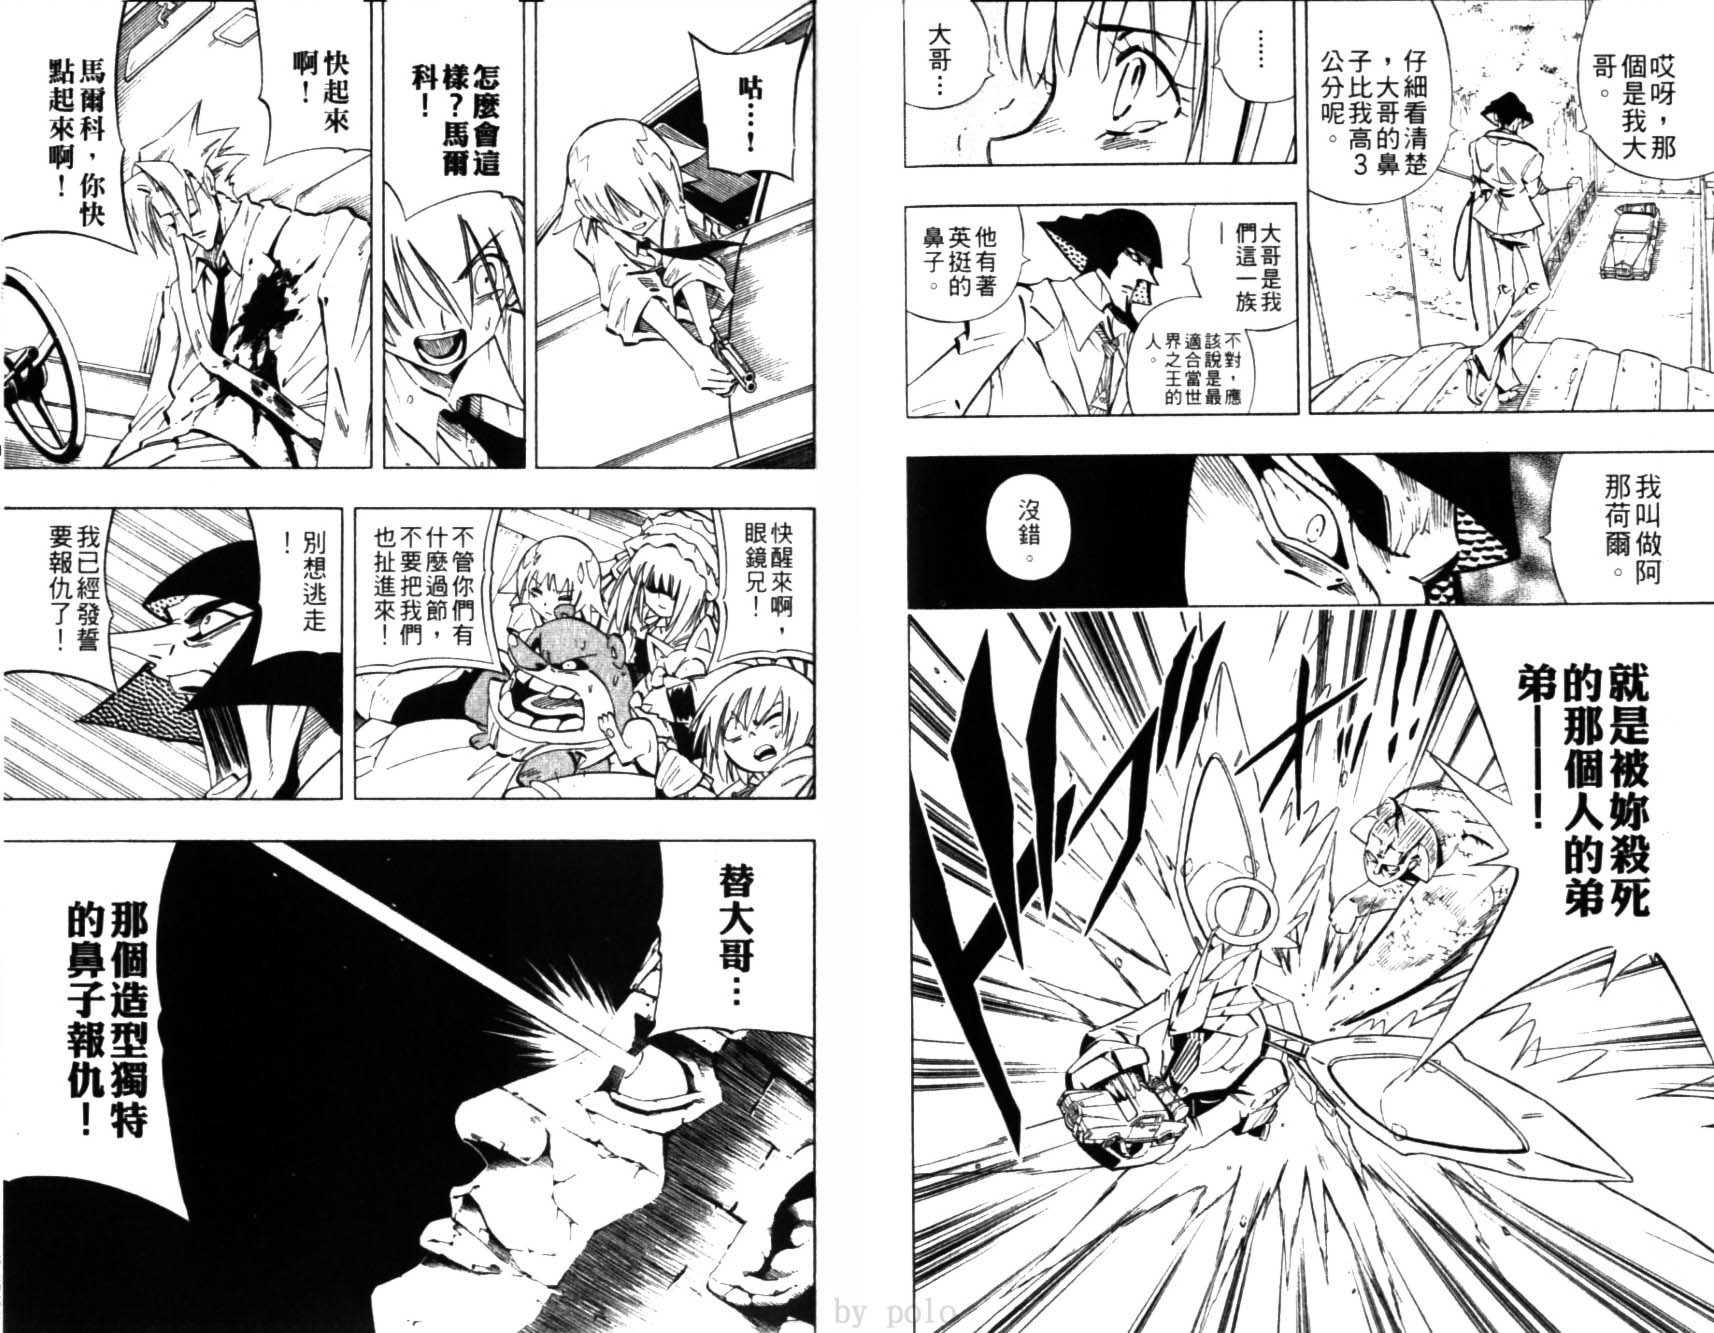 哎呀，那
個是我大
哥。
仔細看清楚
，大哥的鼻
子比我高３
公分呢。
……
大哥…
大哥是我
們這一族
—
不對，應
該說是最
適合當世
界之王的
人。
他有著
英挺的
鼻子。
我叫做阿
那荷爾。
沒錯。
就是被妳殺死
的那個人的弟
弟——！
咕…！
怎麼會這
樣？馬爾
科！
快起來
啊！
馬爾科，你快
點起來啊！
快醒來啊，
眼鏡兄！
不管你們有
什麼過節，
不要把我們
也扯進來！
別想逃走
！
我已經發誓
要報仇了！
替大哥…
那個造型獨特
的鼻子報仇！
by polo